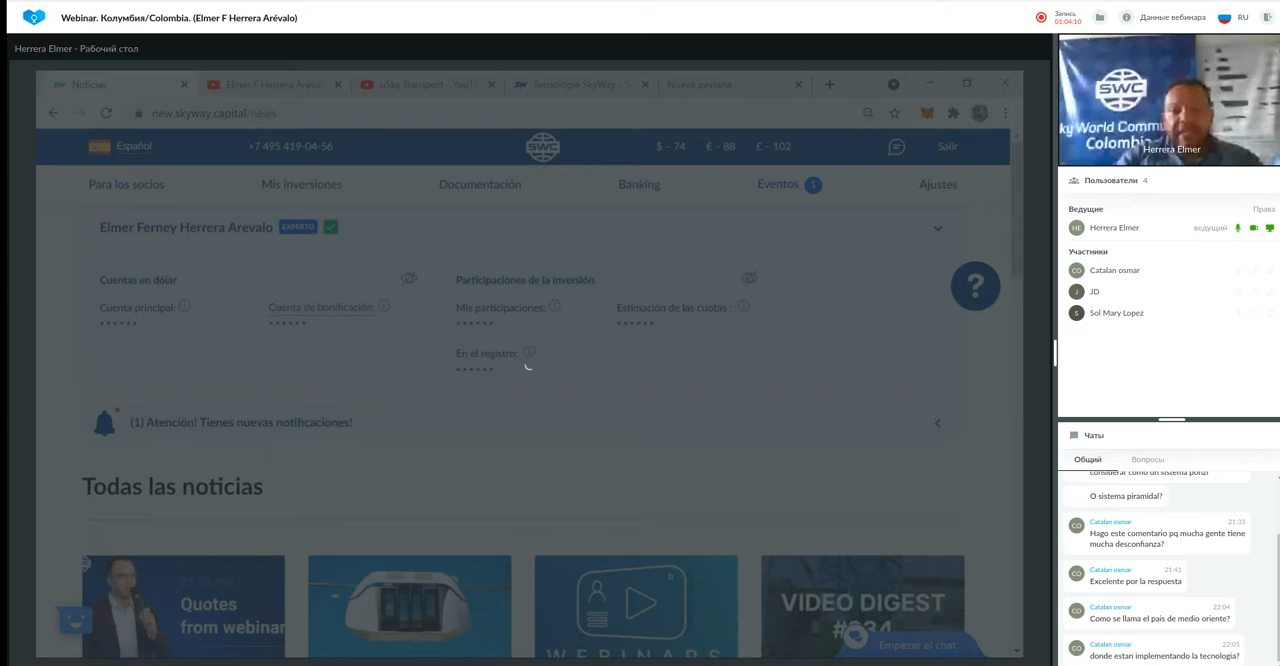 Webinar. Колумбия/Colombia. (Elmer F Herrera Arévalo)
Запись
01:04:10
Данные вебинара
RU
Herrera Elmer - Рабочий стол
Noticias
Elmer F Herrera Aréva
uSky Transport - YouT
Tecnología SkyWay - S
Nueva pestaña
new.skyway.capital/news
Español
+7 495 419-04-56
SWC
$ - 74
€ - 88
£ - 102
Salir
Para los socios
Mis inversiones
Documentación
Banking
Eventos 1
Ajustes
Elmer Ferney Herrera Arevalo EXPERTO
Cuentas en dólar
Participaciones de la inversión
Cuenta principal:
Cuenta de bonificación:
Mis participaciones:
Estimación de las cuotas :
?
En el registro:
(1) Atención! Tienes nuevas notificaciones!
Todas las noticias
Quotes
from webinar
WEBINARS
VIDEO DIGEST
Empezar el chat
SWC
ky World Comm
Colombi
Herrera Elmer
Пользователи 4
Ведущие
Права
HE
Herrera Elmer
ведущий
Участники
CO
Catalan osmar
J
JD
S
Sol Mary Lopez
Чаты
Общий
Вопросы
considerar como un sistema ponzi
O sistema piramidal?
CO
Catalan osmar
21:33
Hago este comentario pq mucha gente tiene
mucha desconfianza?
CO
Catalan osmar
21:41
Excelente por la respuesta
CO
Catalan osmar
22:04
Como se llama el pais de medio oriente?
CO
Catalan osmar
22:05
donde estan implementando la tecnologia?